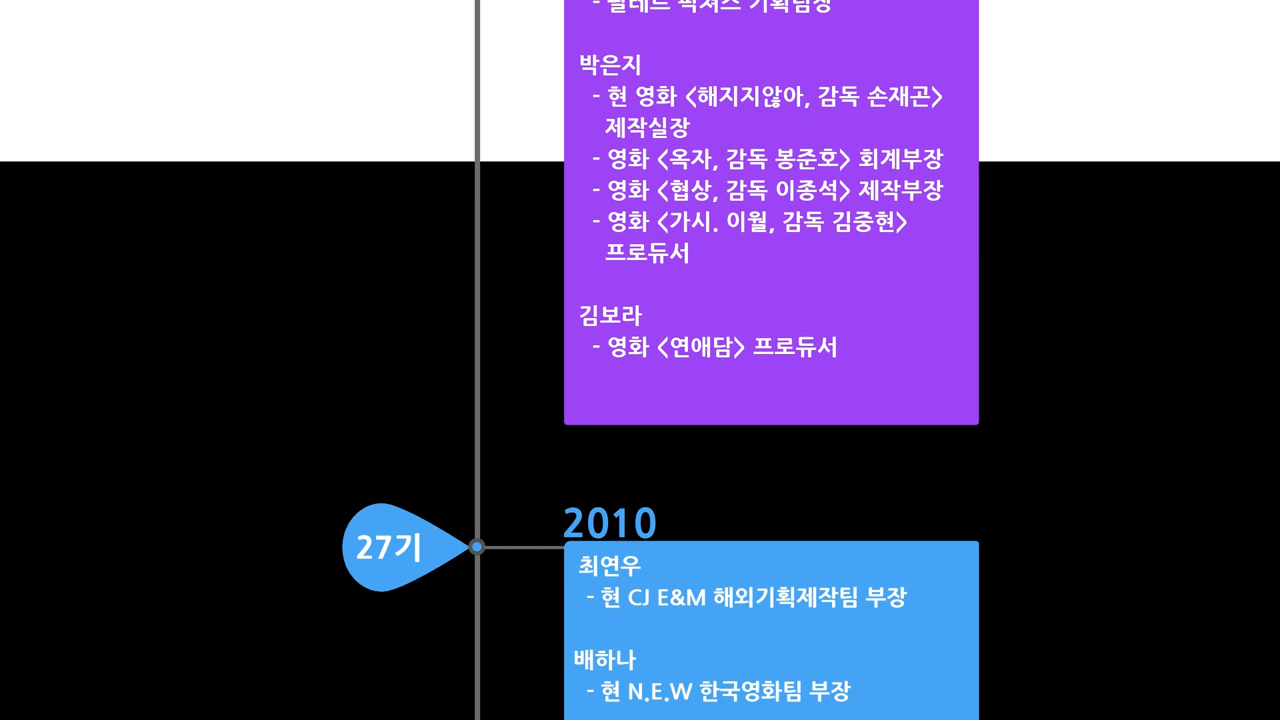 박은지
- 현 영화 <해지지않아, 감독 손재곤>
제작실장
- 영화 <옥자, 감독 봉준호> 회계부장
- 영화 <협상, 감독 이종석> 제작부장
- 영화 <가시. 이월, 감독 김중현>
프로듀서
김보라
- 영화 <연애담> 프로듀서
27기
2010
최연우
- 현 CJ E&M 해외기획제작팀 부장
배하나
- 현 N.E.W 한국영화팀 부장